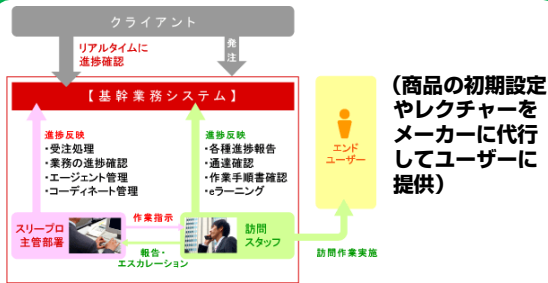 クライアント
リアルタイムに
進捗確認
発
注
【基幹業務システム】
進捗反映
・受注処理
・業務の進捗確認
・エージェント管理
・コーディネート管理
進捗反映
・各種進捗報告
・通達確認
・作業手順書確認
・eラーニング
スリープロ
主管部署
作業指示
報告・
エスカレーション
訪問
スタッフ
エンド
ユーザー
訪問作業実施
（商品の初期設定
やレクチャーを
メーカーに代行
してユーザーに
提供）